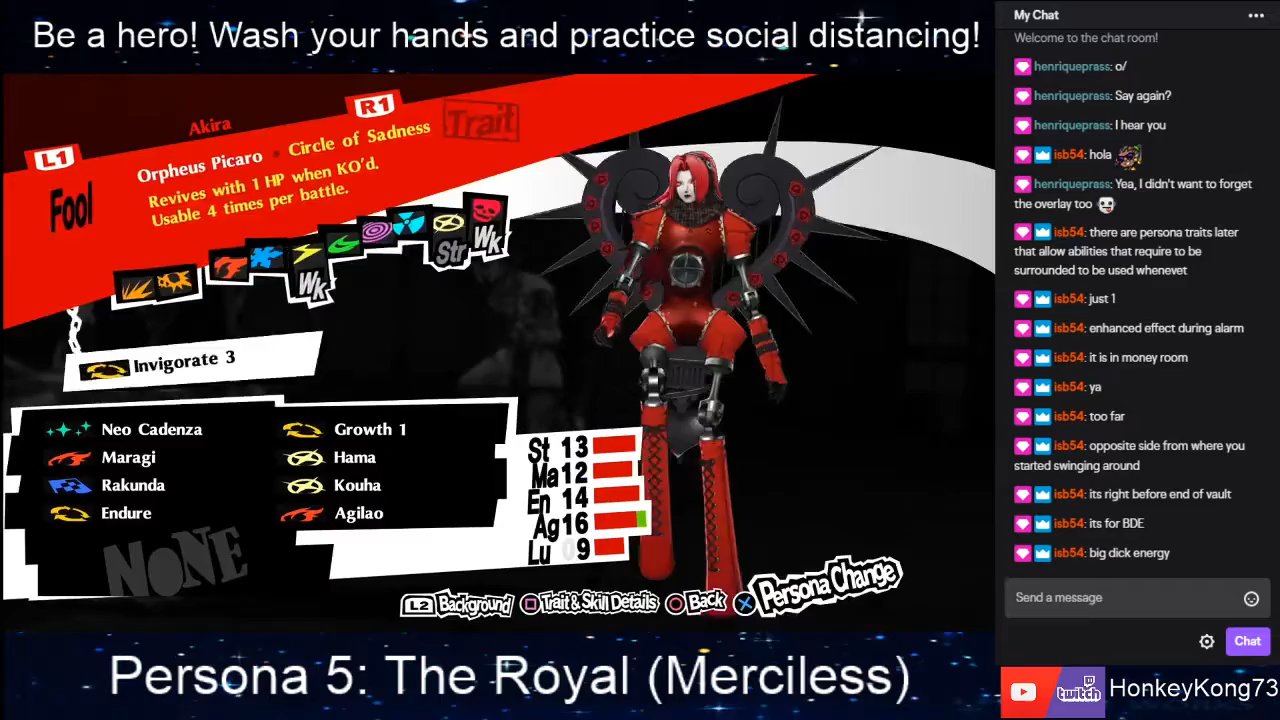 Be a hero! Wash your hands and practice social distancing!
L1
R1
Akira
Trait
Fool
Orpheus Picaro • Circle of Sadness
Revives with 1 HP when KO'd.
Usable 4 times per battle.
Wk
Str
Wk
Invigorate 3
Neo Cadenza
Growth 1
Maragi
Hama
Rakunda
Kouha
Endure
Agilao
NONE
St 13
Ma 12
En 14
Ag 16
Lu 09
L2 Background
Trait & Skill Details
Back
Persona Change
Persona 5: The Royal (Merciless)
My Chat
Welcome to the chat room!
henriqueprass: o/
henriqueprass: Say again?
henriqueprass: I hear you
isb54: hola
henriqueprass: Yea, I didn't want to forget
the overlay too
isb54: there are persona traits later
that allow abilities that require to be
surrounded to be used whenevet
isb54: just 1
isb54: enhanced effect during alarm
isb54: it is in money room
isb54: ya
isb54: too far
isb54: opposite side from where you
started swinging around
isb54: its right before end of vault
isb54: its for BDE
isb54: big dick energy
Send a message
Chat
twitch
HonkeyKong73